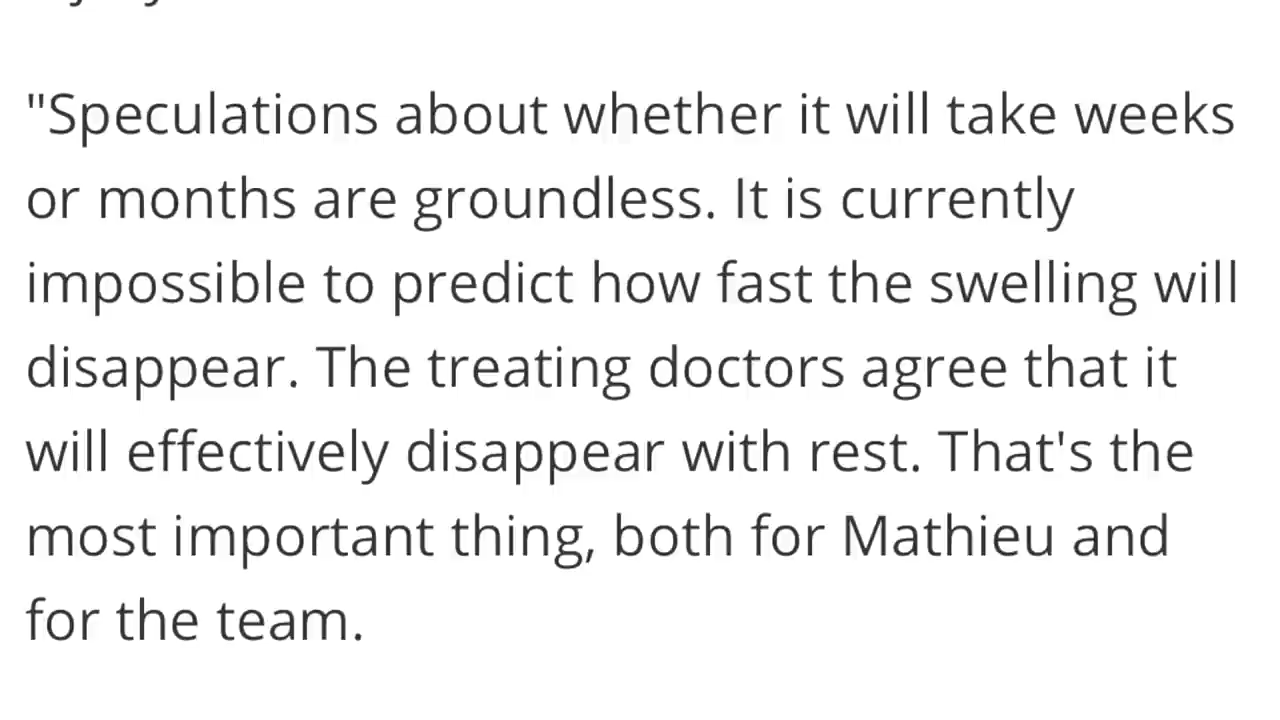 "Speculations about whether it will take weeks
or months are groundless. It is currently
impossible to predict how fast the swelling will
disappear. The treating doctors agree that it
will effectively disappear with rest. That's the
most important thing, both for Mathieu and
for the team.